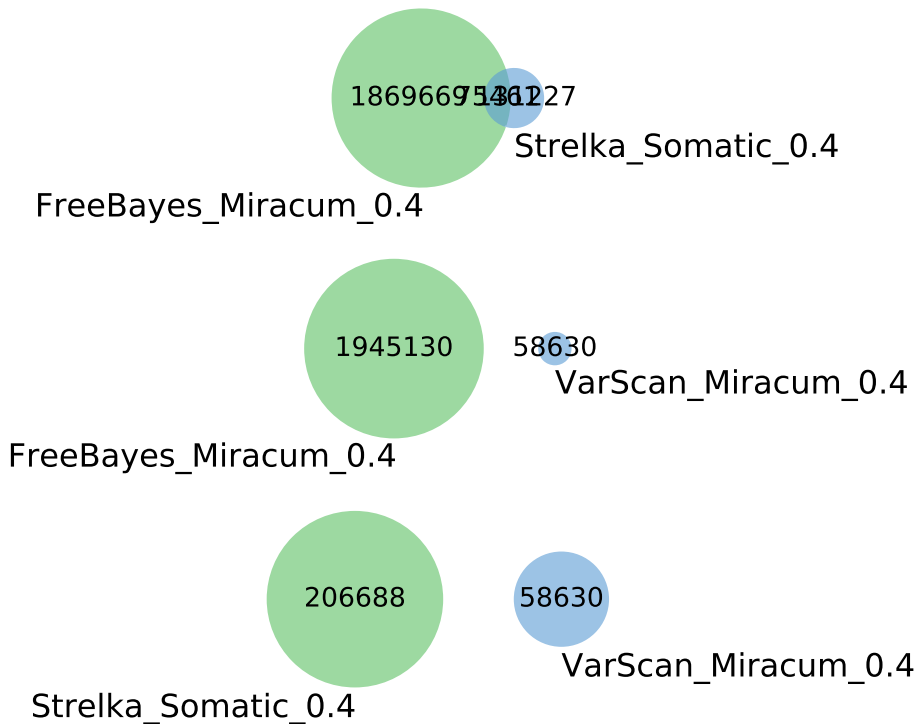 1869669 75461 131227
Strelka_Somatic_0.4
FreeBayes_Miracum_0.4
1945130 58630
VarScan_Miracum_0.4
FreeBayes_Miracum_0.4
206688 58630
VarScan_Miracum_0.4
Strelka_Somatic_0.4